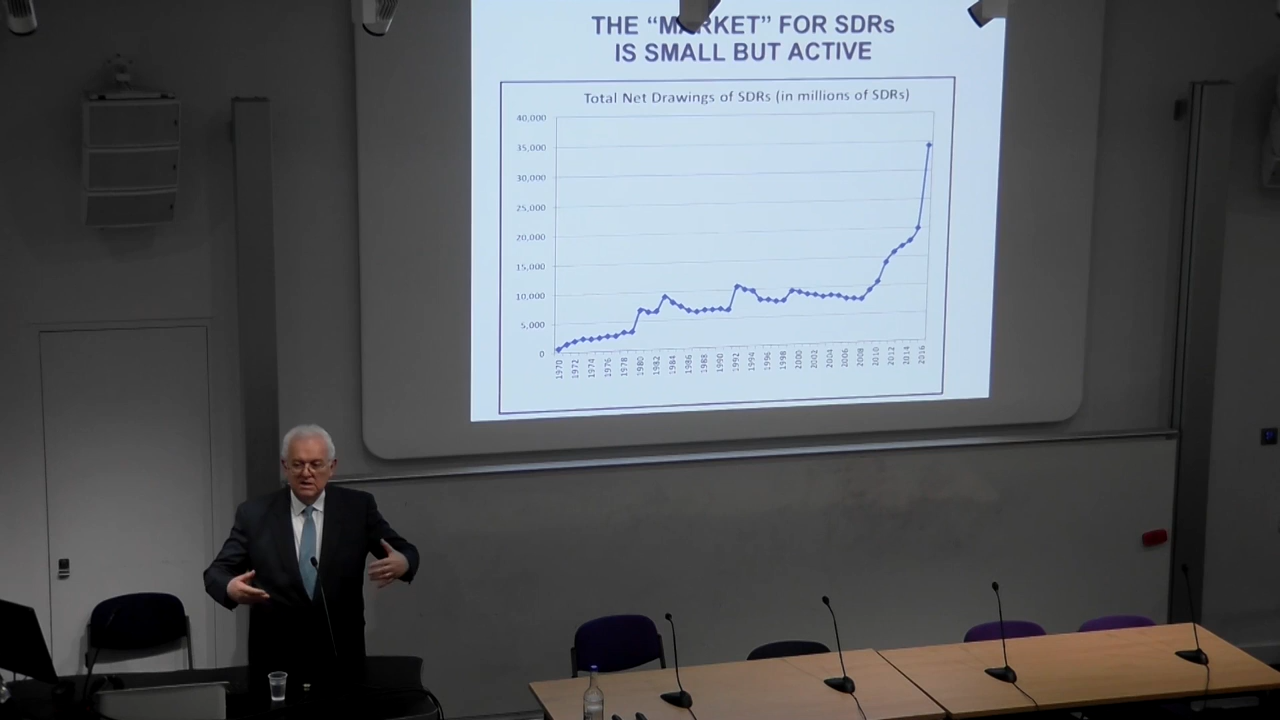 THE "MARKET" FOR SDRs
IS SMALL BUT ACTIVE
Total Net Drawings of SDRs (in millions of SDRs)
40,000
35,000
30,000
25,000
20,000
15,000
10,000
5,000
0
1970 1972 1974 1976 1978 1980 1982 1984 1986 1988 1990 1992 1994 1996 1998 2000 2002 2004 2006 2008 2010 2012 2014 2016